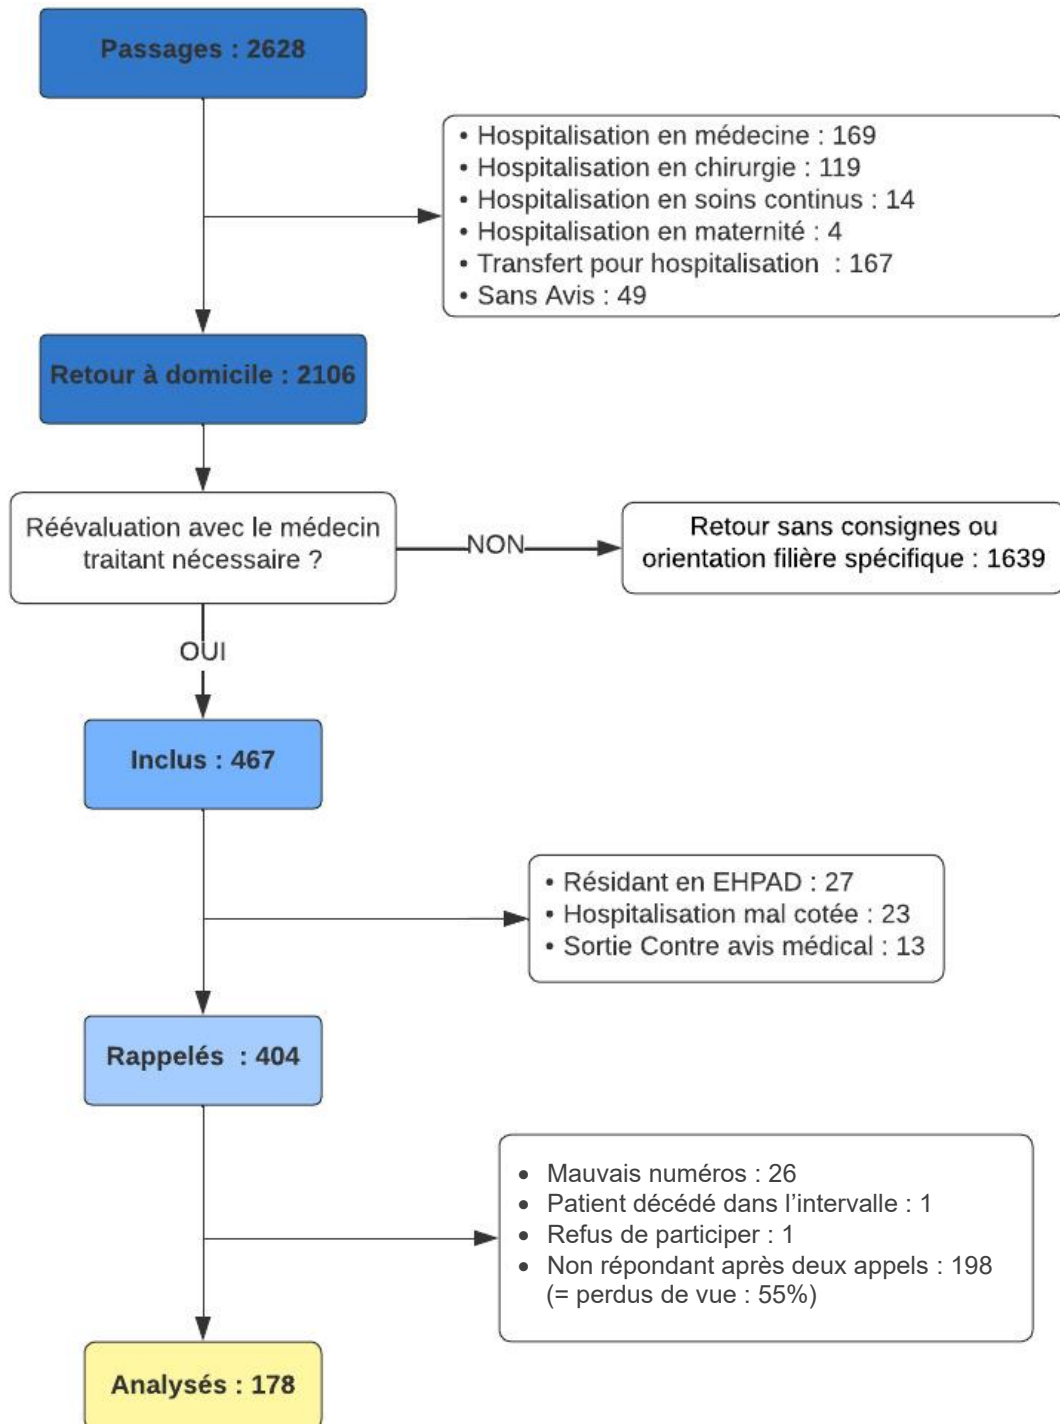 Passages : 2628
• Hospitalisation en médecine : 169
• Hospitalisation en chirurgie : 119
• Hospitalisation en soins continus : 14
• Hospitalisation en maternité : 4
• Transfert pour hospitalisation  : 167
• Sans Avis : 49
Retour à domicile : 2106
Réévaluation avec le médecin
traitant nécessaire ?
NON
Retour sans consignes ou
orientation filière spécifique : 1639
OUI
Inclus : 467
• Résidant en EHPAD : 27
• Hospitalisation mal cotée : 23
• Sortie Contre avis médical : 13
Rappelés  : 404
• Mauvais numéros : 26
• Patient décédé dans l’intervalle : 1
• Refus de participer : 1
• Non répondant après deux appels : 198
(= perdus de vue : 55%)
Analysés : 178